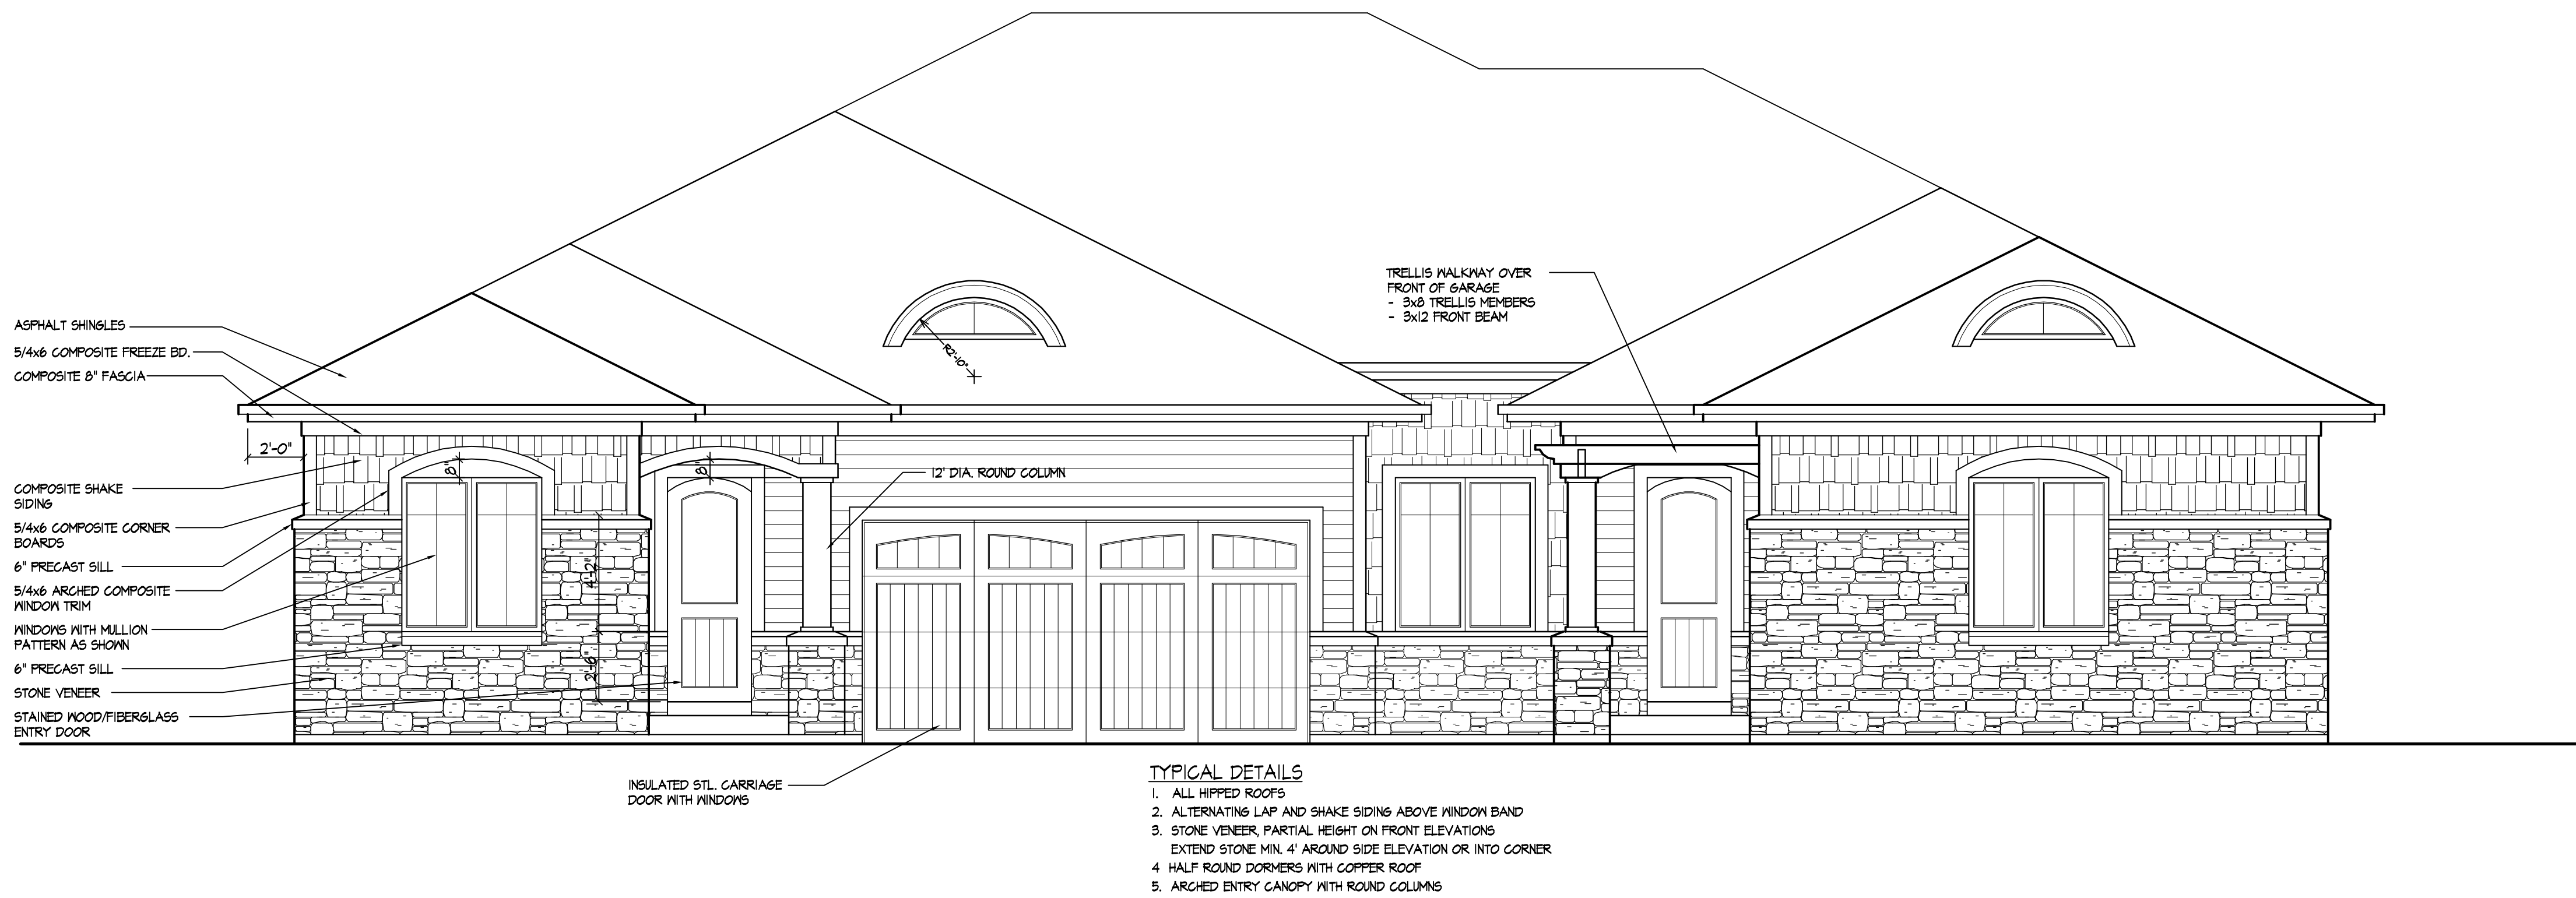 TRELLIS WALKWAY OVER
FRONT OF GARAGE
- 3x8 TRELLIS MEMBERS
- 3x12 FRONT BEAM
ASPHALT SHINGLES
5/4x6 COMPOSITE FREEZE BD.
COMPOSITE 8" FASCIA
R2'-10"
2'-0"
8"
8"
12' DIA. ROUND COLUMN
COMPOSITE SHAKE
SIDING
5/4x6 COMPOSITE CORNER
BOARDS
6" PRECAST SILL
4'-2"
5/4x6 ARCHED COMPOSITE
WINDOW TRIM
WINDOWS WITH MULLION
PATTERN AS SHOWN
6" PRECAST SILL
2'-6"
STONE VENEER
STAINED WOOD/FIBERGLASS
ENTRY DOOR
INSULATED STL. CARRIAGE
DOOR WITH WINDOWS
TYPICAL DETAILS
1. ALL HIPPED ROOFS
2. ALTERNATING LAP AND SHAKE SIDING ABOVE WINDOW BAND
3. STONE VENEER, PARTIAL HEIGHT ON FRONT ELEVATIONS
EXTEND STONE MIN. 4' AROUND SIDE ELEVATION OR INTO CORNER
4 HALF ROUND DORMERS WITH COPPER ROOF
5. ARCHED ENTRY CANOPY WITH ROUND COLUMNS